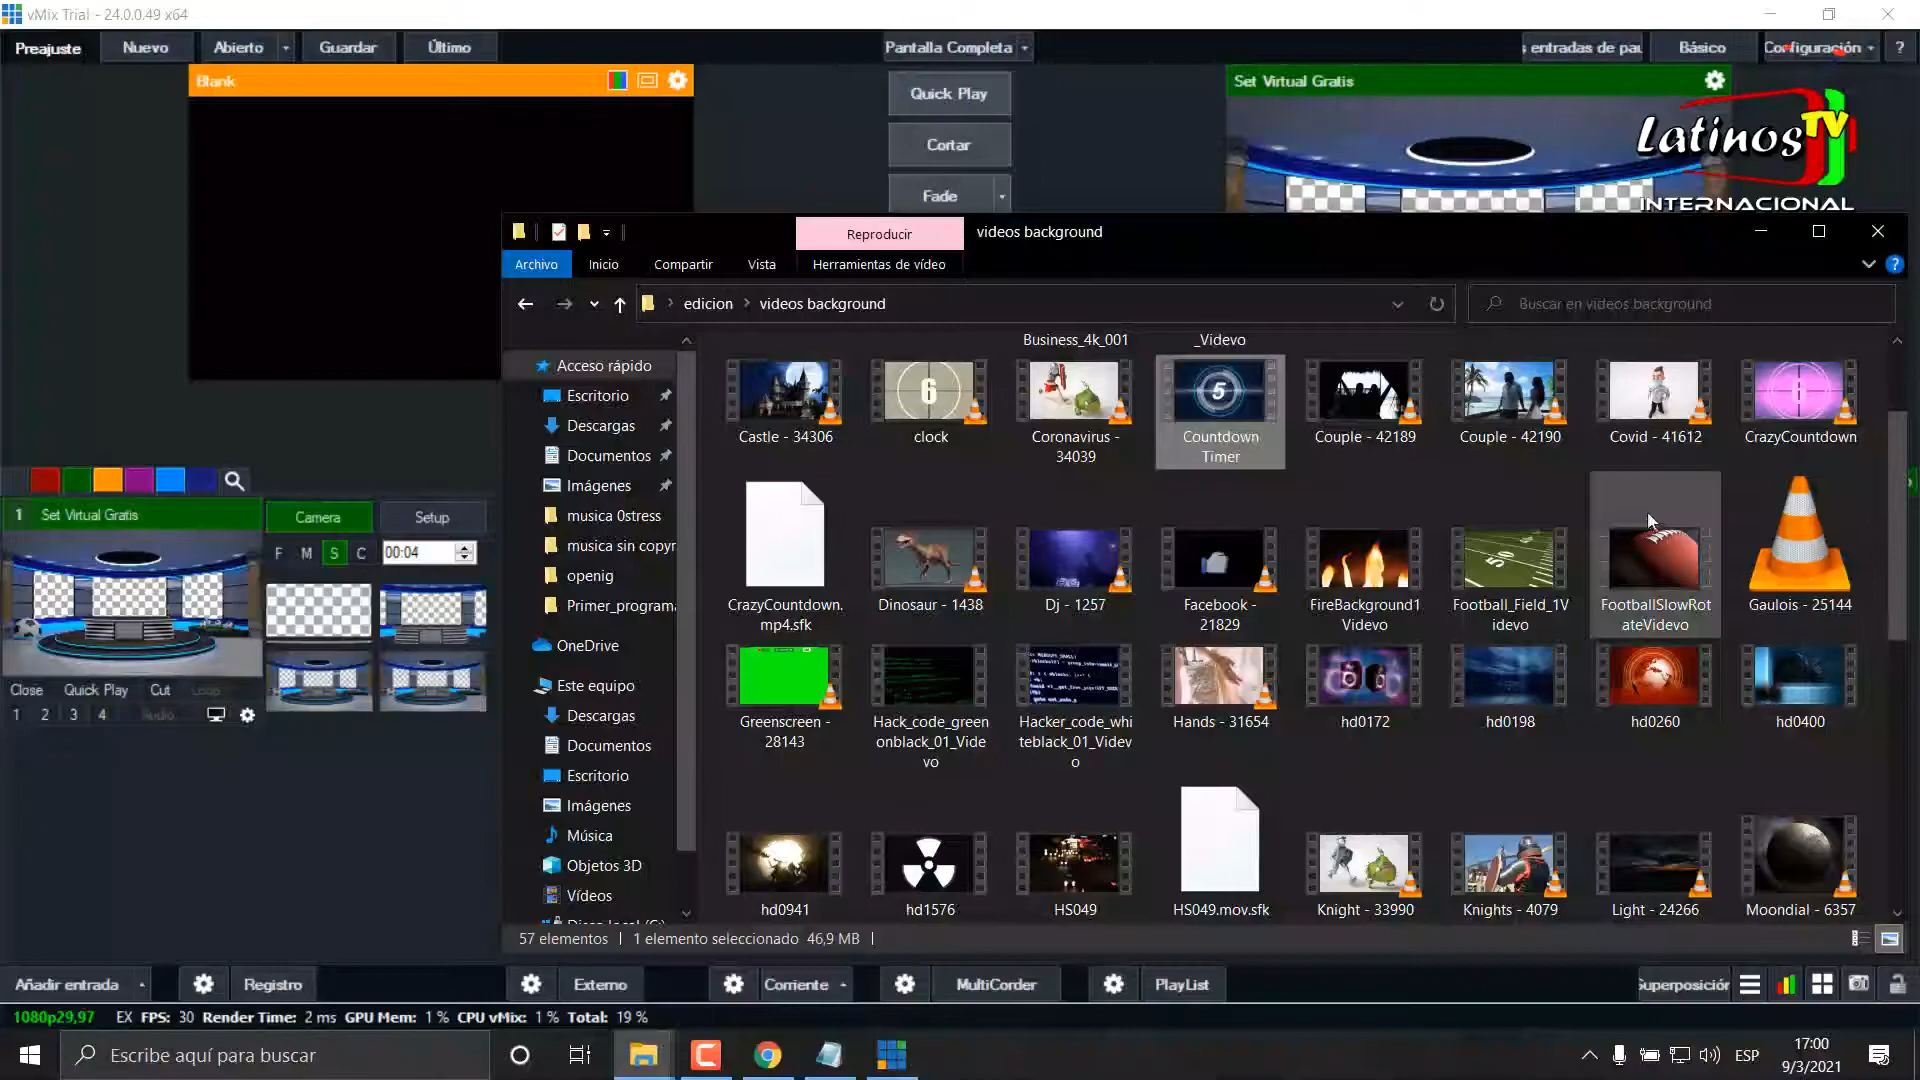 vMix Trial - 24.0.0.49 x64
Preajuste
Nuevo
Abierto
Guardar
Último
Pantalla Completa
s entradas de pau
Básico
Configuración
?
Blank
Quick Play
Cortar
Fade
Set Virtual Gratis
Latinos TV
INTERNACIONAL
Reproducir
videos background
Archivo
Inicio
Compartir
Vista
Herramientas de vídeo
edicion
videos background
Buscar en videos background
Acceso rápido
Escritorio
Descargas
Documentos
Imágenes
musica 0stress
musica sin copyr
openig
Primer_program
OneDrive
Este equipo
Descargas
Documentos
Escritorio
Imágenes
Música
Objetos 3D
Vídeos
Business_4k_001
_Videvo
Castle - 34306
clock
Coronavirus -
34039
Countdown
Timer
Couple - 42189
Couple - 42190
Covid - 41612
CrazyCountdown
CrazyCountdown.
mp4.sfk
Dinosaur - 1438
Dj - 1257
Facebook -
21829
FireBackground1
Videvo
Football_Field_1V
idevo
FootballSlowRot
ateVidevo
Gaulois - 25144
Greenscreen -
28143
Hack_code_green
onblack_01_Vide
vo
Hacker_code_whi
teblack_01_Videv
o
Hands - 31654
hd0172
hd0198
hd0260
hd0400
hd0941
hd1576
HS049
HS049.mov.sfk
Knight - 33990
Knights - 4079
Light - 24266
Moondial - 6357
57 elementos
1 elemento seleccionado 46,9 MB
1 Set Virtual Gratis
Camera
Setup
F M S C
00:04
Close Quick Play Cut Loop
1 2 3 4 Audio
Añadir entrada
Registro
Externo
Corriente
MultiCorder
PlayList
Superposición
1080p29,97 EX FPS: 30 Render Time: 2 ms GPU Mem: 1 % CPU vMix: 1 % Total: 19 %
Escribe aquí para buscar
ESP
17:00
9/3/2021